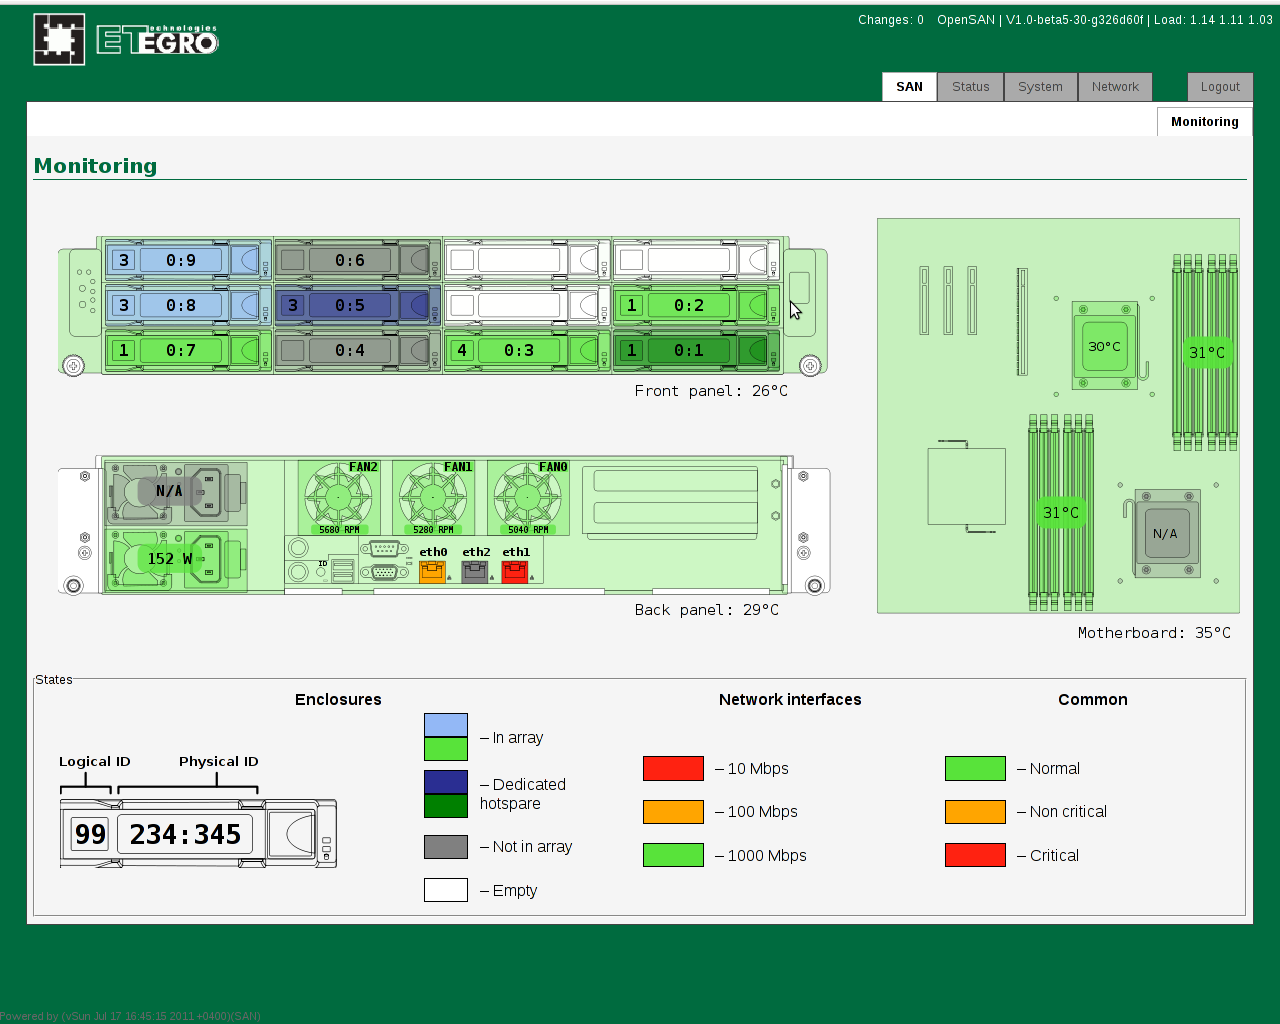 technologies
ETEGRO
Changes: 0 OpenSAN | V1.0-beta5-30-g326d60f | Load: 1.14 1.11 1.03
SAN Status System Network Logout
Monitoring
Monitoring
3 0:9 0:6
3 0:8 3 0:5 1 0:2
1 0:7 0:4 4 0:3 1 0:1
Front panel: 26°C
30°C
31°C
31°C
N/A
Motherboard: 35°C
N/A
152 W
FAN2 FAN1 FAN0
5680 RPM 5280 RPM 5040 RPM
ID
eth0 eth2 eth1
Back panel: 29°C
States
Enclosures
Logical ID Physical ID
99 234:345
– In array
– Dedicated
hotspare
– Not in array
– Empty
Network interfaces
– 10 Mbps
– 100 Mbps
– 1000 Mbps
Common
– Normal
– Non critical
– Critical
Powered by (vSun Jul 17 16:45:15 2011 +0400)(SAN)